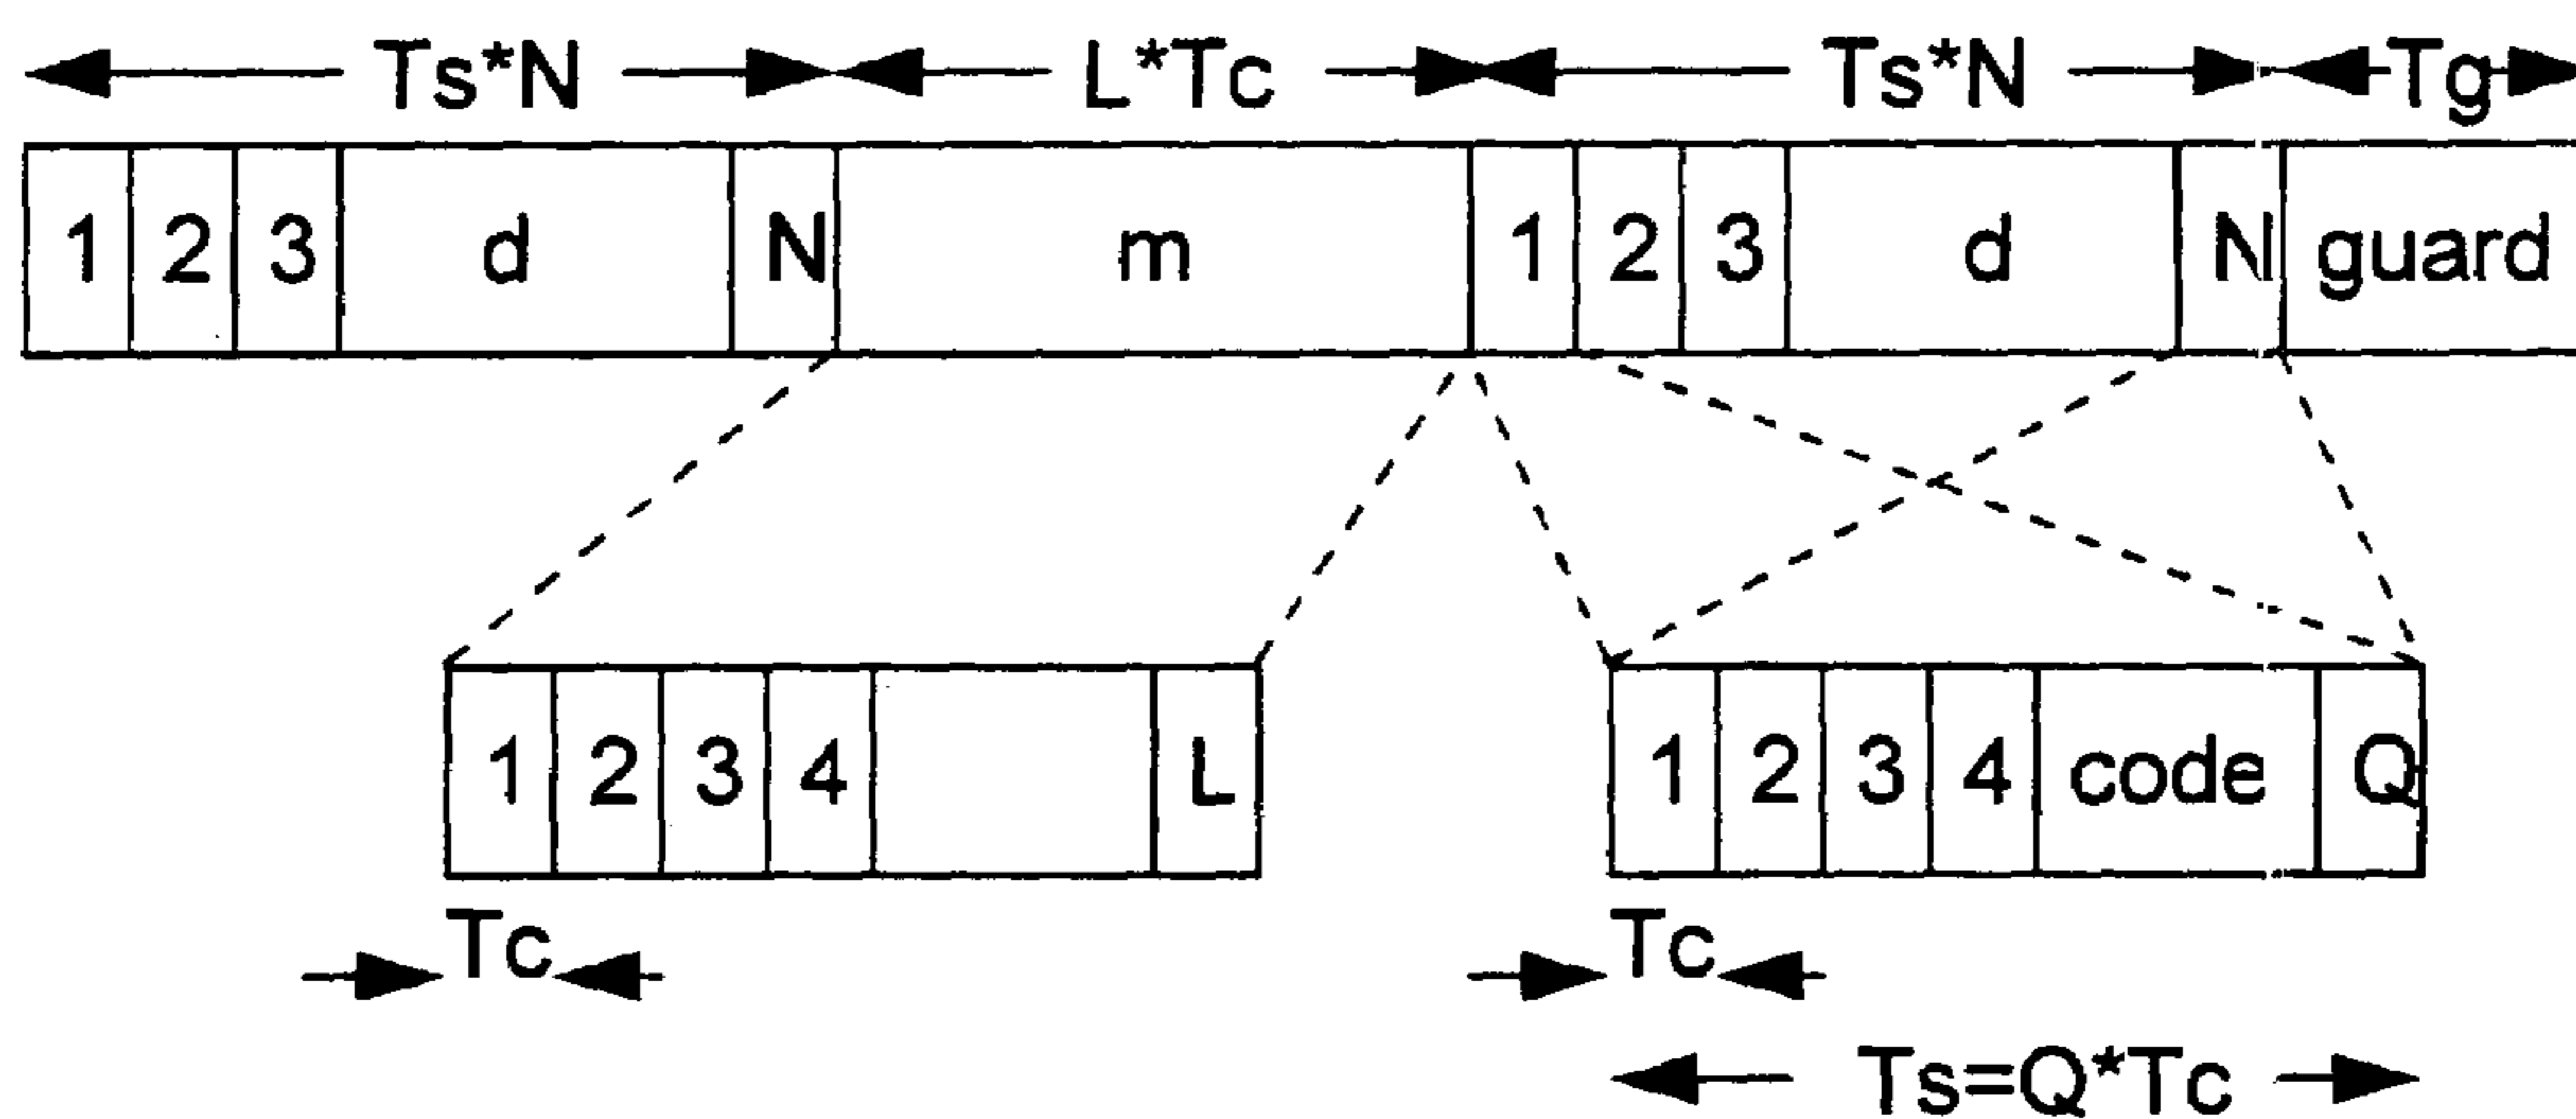 Ts*N L*Tc Ts*N Tg
1 2 3 d N m 1 2 3 d N guard
1 2 3 4 L 1 2 3 4 code Q
Tc Tc
Ts=Q*Tc